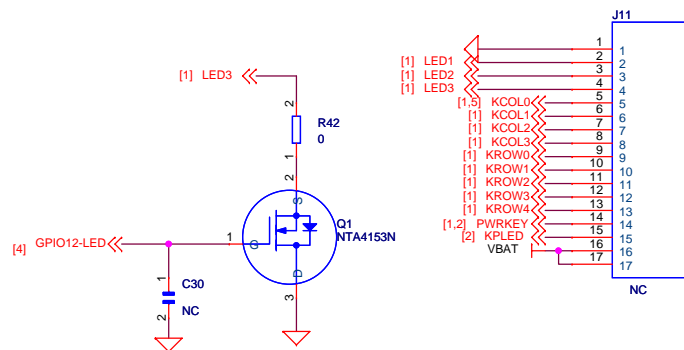 J11
1 1
[1] LED1 2 2
[1] LED2 3 3
[1] LED3 4 4
[1,5] KCOL0 5 5
[1] KCOL1 6 6
[1] KCOL2 7 7
[1] KCOL3 8 8
[1] KROW0 9 9
[1] KROW1 10 10
[1] KROW2 11 11
[1] KROW3 12 12
[1] KROW4 13 13
[1,2] PWRKEY 14 14
[2] KPLED 15 15
VBAT 16 16
17 17
NC
[1] LED3
2
R42
0
1
2
S
Q1
NTA4153N
[4] GPIO12-LED 1 G
D
3
1
C30
NC
2